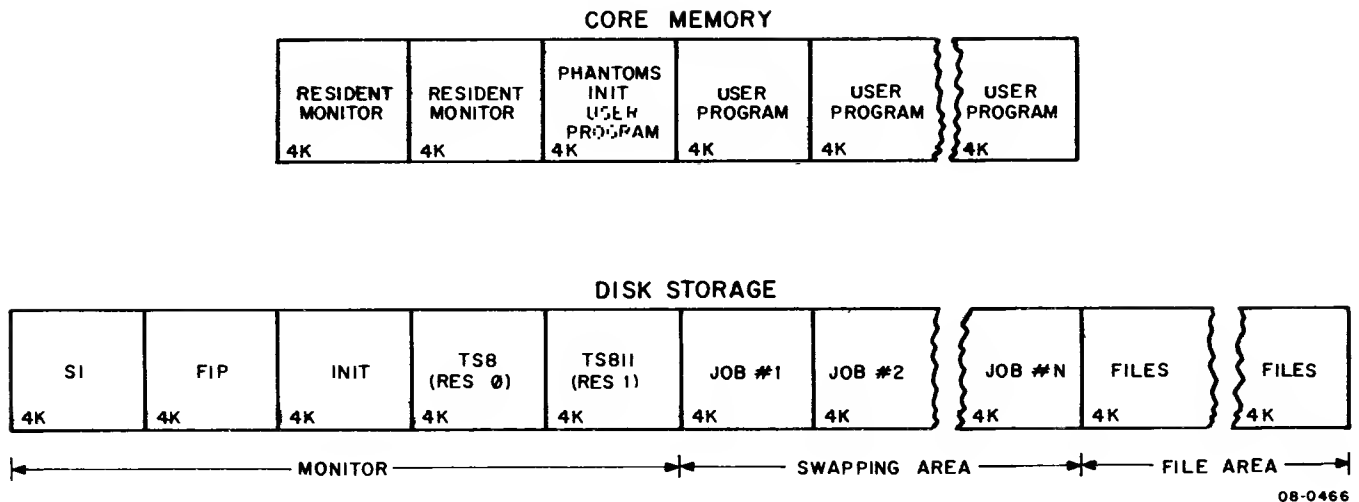 CORE MEMORY
RESIDENT MONITOR 4K
RESIDENT MONITOR 4K
PHANTOMS INIT USER PROGRAM 4K
USER PROGRAM 4K
USER PROGRAM 4K
USER PROGRAM 4K
DISK STORAGE
SI 4K
FIP 4K
INIT 4K
TS8 (RES Ø) 4K
TS8II (RES 1) 4K
JOB #1 4K
JOB #2 4K
JOB #N 4K
FILES 4K
FILES 4K
MONITOR
SWAPPING AREA
FILE AREA
08-0466